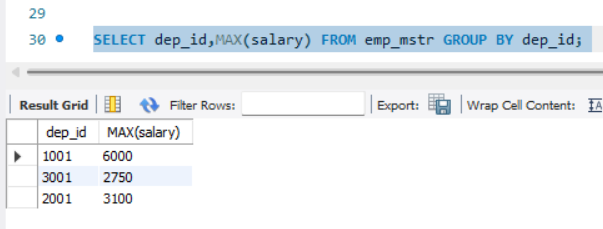 29
30 SELECT dep_id,MAX(salary) FROM emp_mstr GROUP BY dep_id;
Result Grid Filter Rows: Export: Wrap Cell Content: IA
dep_id MAX(salary)
1001 6000
3001 2750
2001 3100